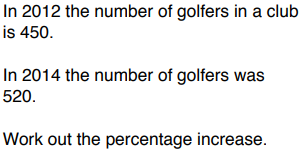 In 2012 the number of golfers in a club
is 450.
In 2014 the number of golfers was
520.
Work out the percentage increase.